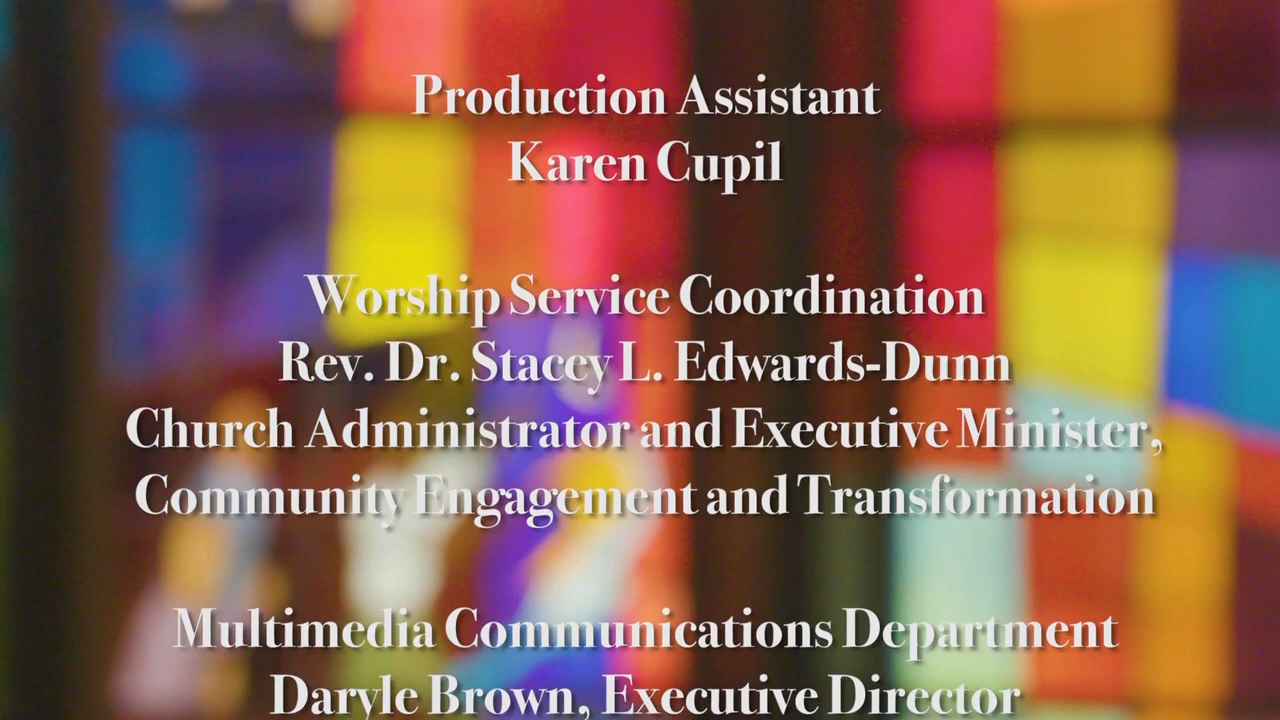 Production Assistant
Karen Cupil
Worship Service Coordination
Rev. Dr. Stacey L. Edwards-Dunn
Church Administrator and Executive Minister,
Community Engagement and Transformation
Multimedia Communications Department
Daryle Brown, Executive Director